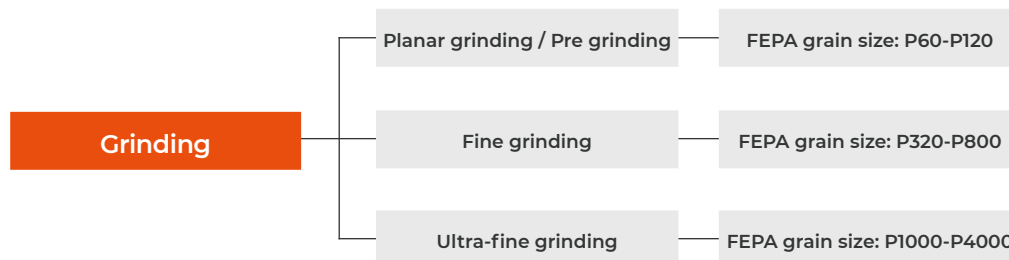 Planar grinding / Pre grinding
FEPA grain size: P60-P120
Grinding
Fine grinding
FEPA grain size: P320-P800
Ultra-fine grinding
FEPA grain size: P1000-P4000